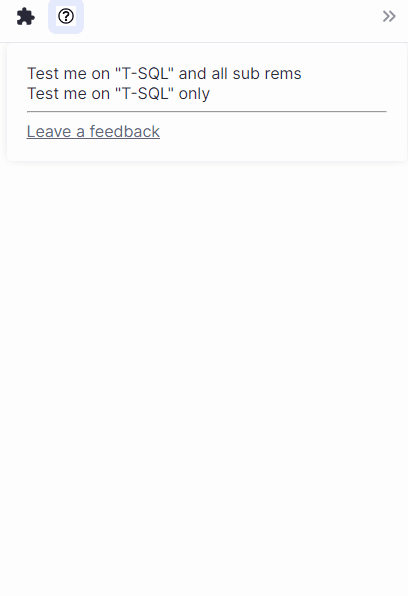 Test me on "T-SQL" and all sub rems
Test me on "T-SQL" only
Leave a feedback